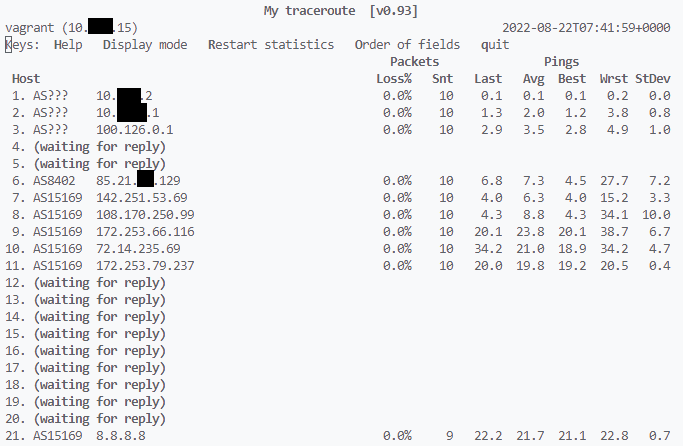 My traceroute [v0.93]
vagrant (10. .15) 2022-08-22T07:41:59+0000
Keys: Help Display mode Restart statistics Order of fields quit
Packets Pings
Host Loss% Snt Last Avg Best Wrst StDev
1. AS??? 10. .2 0.0% 10 0.1 0.1 0.1 0.2 0.0
2. AS??? 10. .1 0.0% 10 1.3 2.0 1.2 3.8 0.8
3. AS??? 100.126.0.1 0.0% 10 2.9 3.5 2.8 4.9 1.0
4. (waiting for reply)
5. (waiting for reply)
6. AS8402 85.21. .129 0.0% 10 6.8 7.3 4.5 27.7 7.2
7. AS15169 142.251.53.69 0.0% 10 4.0 6.3 4.0 15.2 3.3
8. AS15169 108.170.250.99 0.0% 10 4.3 8.8 4.3 34.1 10.0
9. AS15169 172.253.66.116 0.0% 10 20.1 23.8 20.1 38.7 6.7
10. AS15169 72.14.235.69 0.0% 10 34.2 21.0 18.9 34.2 4.7
11. AS15169 172.253.79.237 0.0% 10 20.0 19.8 19.2 20.5 0.4
12. (waiting for reply)
13. (waiting for reply)
14. (waiting for reply)
15. (waiting for reply)
16. (waiting for reply)
17. (waiting for reply)
18. (waiting for reply)
19. (waiting for reply)
20. (waiting for reply)
21. AS15169 8.8.8.8 0.0% 9 22.2 21.7 21.1 22.8 0.7